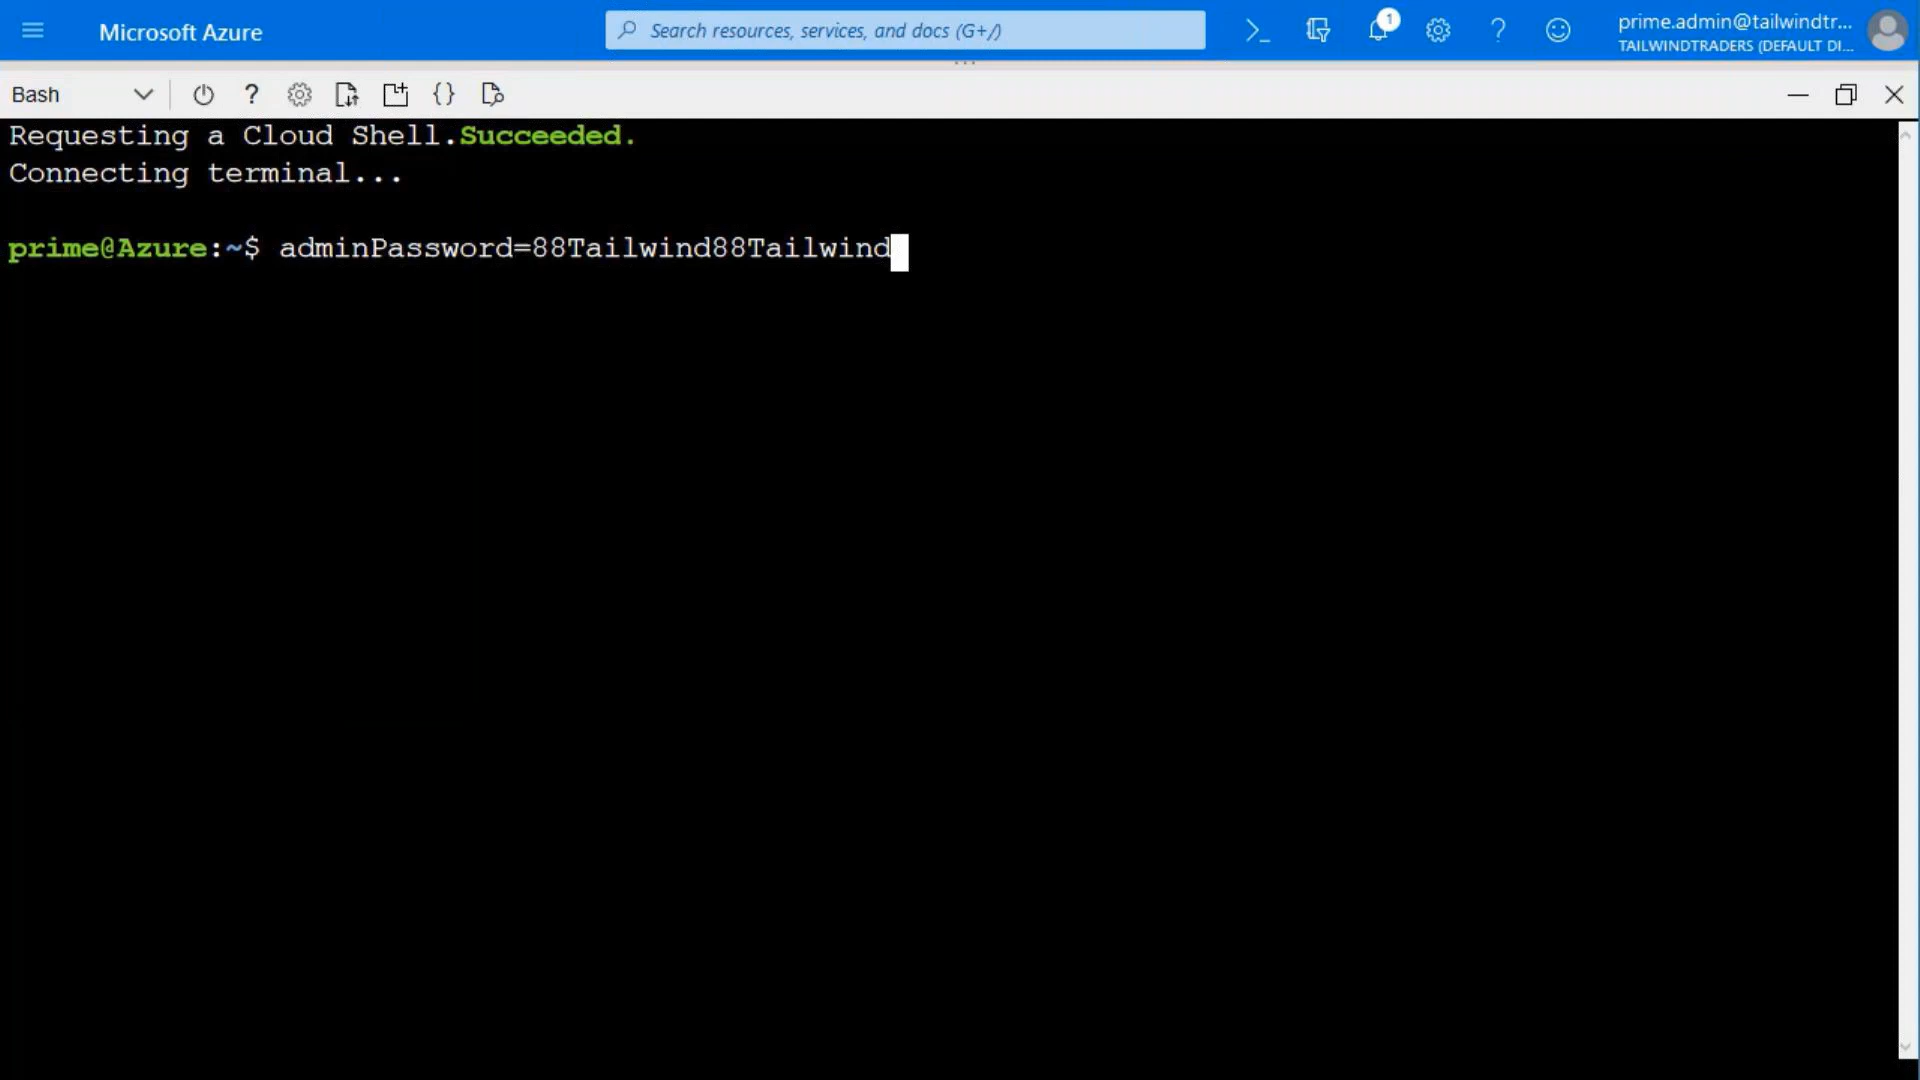 Microsoft Azure
Search resources, services, and docs (G+/)
>_
1
?
prime.admin@tailwindtr...
TAILWINDTRADERS (DEFAULT DI...
Bash
?
{}
Requesting a Cloud Shell.Succeeded.
Connecting terminal...
prime@Azure:~$ adminPassword=88Tailwind88Tailwind